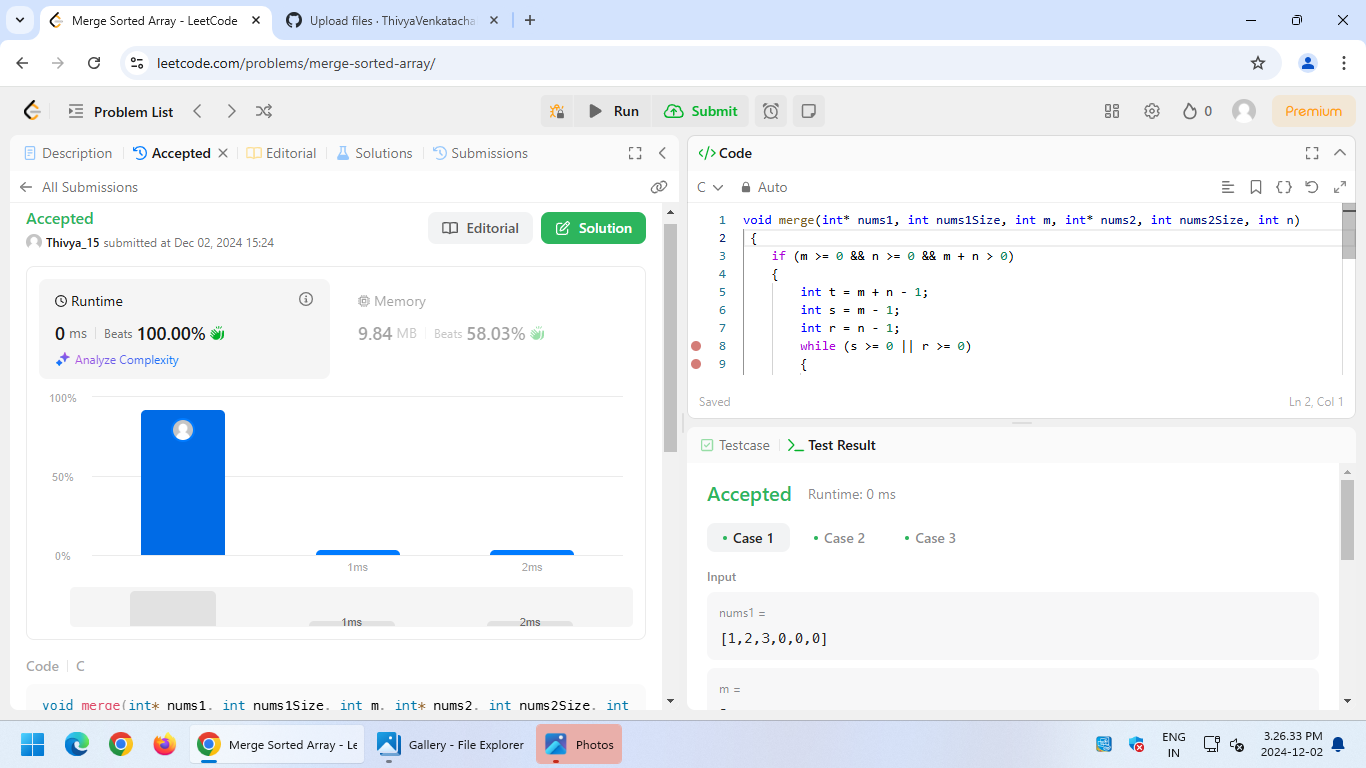 Merge Sorted Array - LeetCode
Upload files · ThivyaVenkatacha
leetcode.com/problems/merge-sorted-array/
Problem List
Run
Submit
0
Premium
Description
Accepted
Editorial
Solutions
Submissions
All Submissions
Accepted
Thivya_15 submitted at Dec 02, 2024 15:24
Editorial
Solution
Runtime
0 ms
Beats 100.00%
Analyze Complexity
Memory
9.84 MB
Beats 58.03%
100%
50%
0%
1ms
2ms
1ms
2ms
Code
C
void merge(int* nums1, int nums1Size, int m, int* nums2, int nums2Size, int
</> Code
C
Auto
1 void merge(int* nums1, int nums1Size, int m, int* nums2, int nums2Size, int n)
2 {
3 if (m >= 0 && n >= 0 && m + n > 0)
4 {
5 int t = m + n - 1;
6 int s = m - 1;
7 int r = n - 1;
8 while (s >= 0 || r >= 0)
9 {
Saved
Ln 2, Col 1
Testcase
Test Result
Accepted
Runtime: 0 ms
Case 1
Case 2
Case 3
Input
nums1 =
[1,2,3,0,0,0]
m =
Merge Sorted Array - Le
Gallery - File Explorer
Photos
ENG
IN
3.26.33 PM
2024-12-02